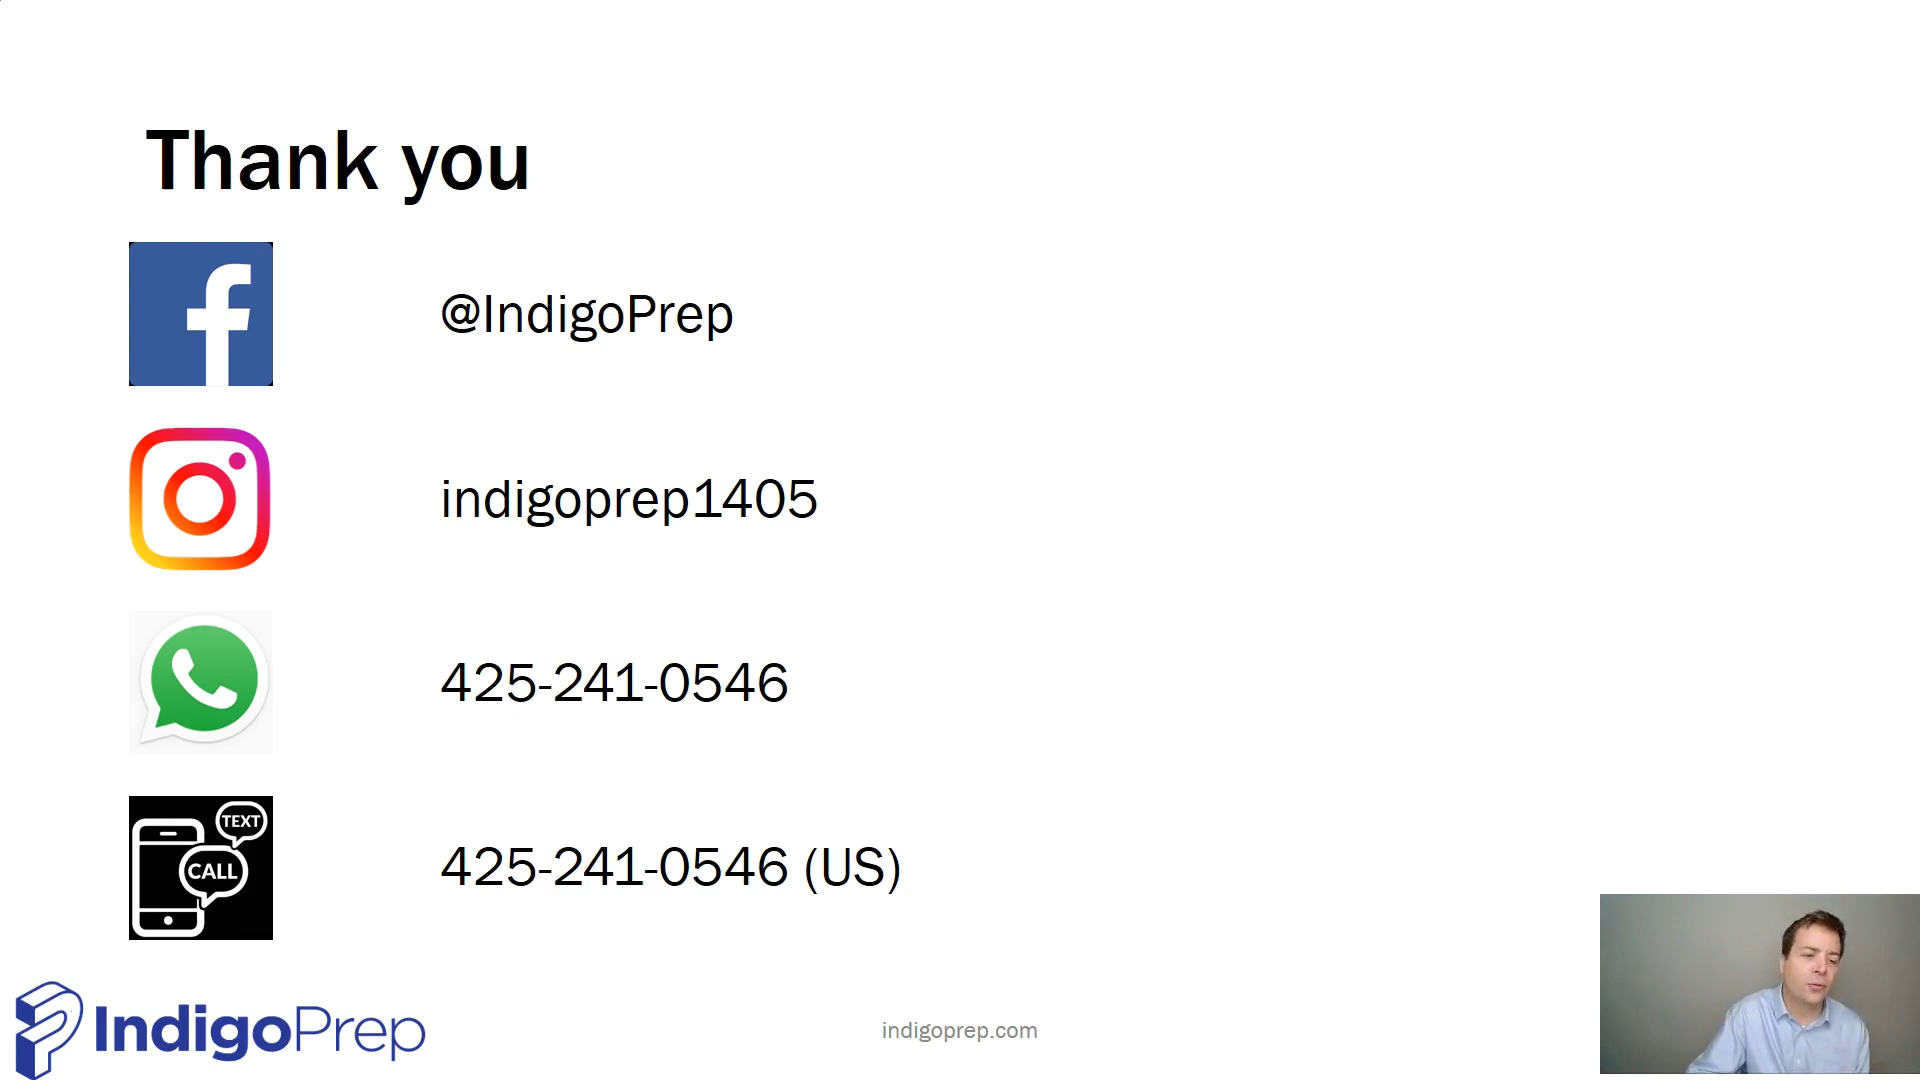 Thank you
@IndigoPrep
indigoprep1405
425-241-0546
TEXT
CALL
425-241-0546 (US)
IndigoPrep
indigoprep.com